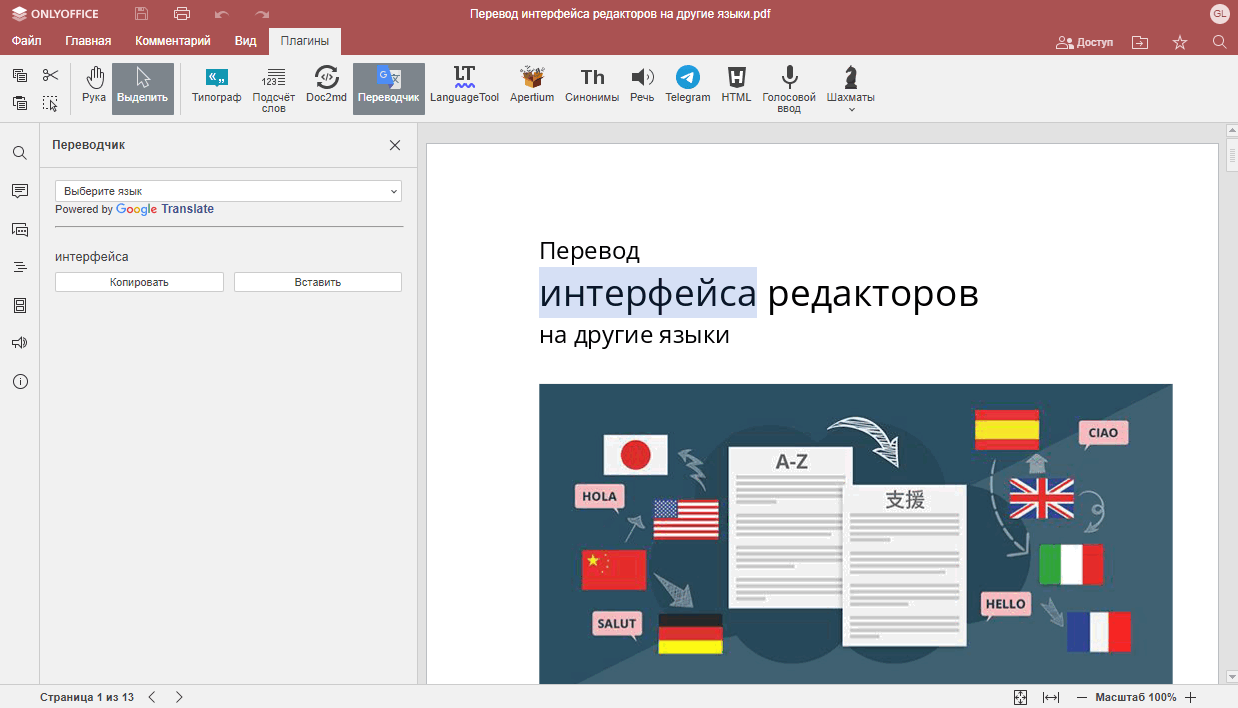 ONLYOFFICE
Перевод интерфейса редакторов на другие языки.pdf
GL
Файл Главная Комментарий Вид Плагины
Доступ
Рука Выделить Типограф Подсчёт слов Doc2md Переводчик LanguageTool Apertium Синонимы Речь Telegram HTML Голосовой ввод Шахматы
Переводчик
Выберите язык
Powered by Google Translate
интерфейса
Копировать Вставить
Перевод
интерфейса редакторов
на другие языки
A-Z
支援
CIAO
HOLA
HELLO
SALUT
Страница 1 из 13
Масштаб 100%